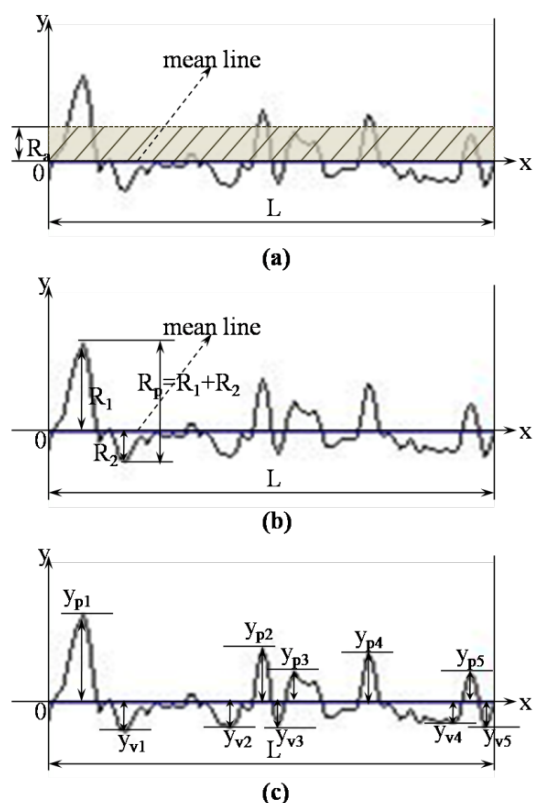 y
mean line
Rₐ
0
x
L
(a)
y
mean line
R₁
Rₚ=R₁+R₂
R₂
0
x
L
(b)
y
yₚ₁
yₚ₂
yₚ₃
yₚ₄
yₚ₅
0
x
yᵥ₁
yᵥ₂
yᵥ₃
yᵥ₄
yᵥ₅
L
(c)